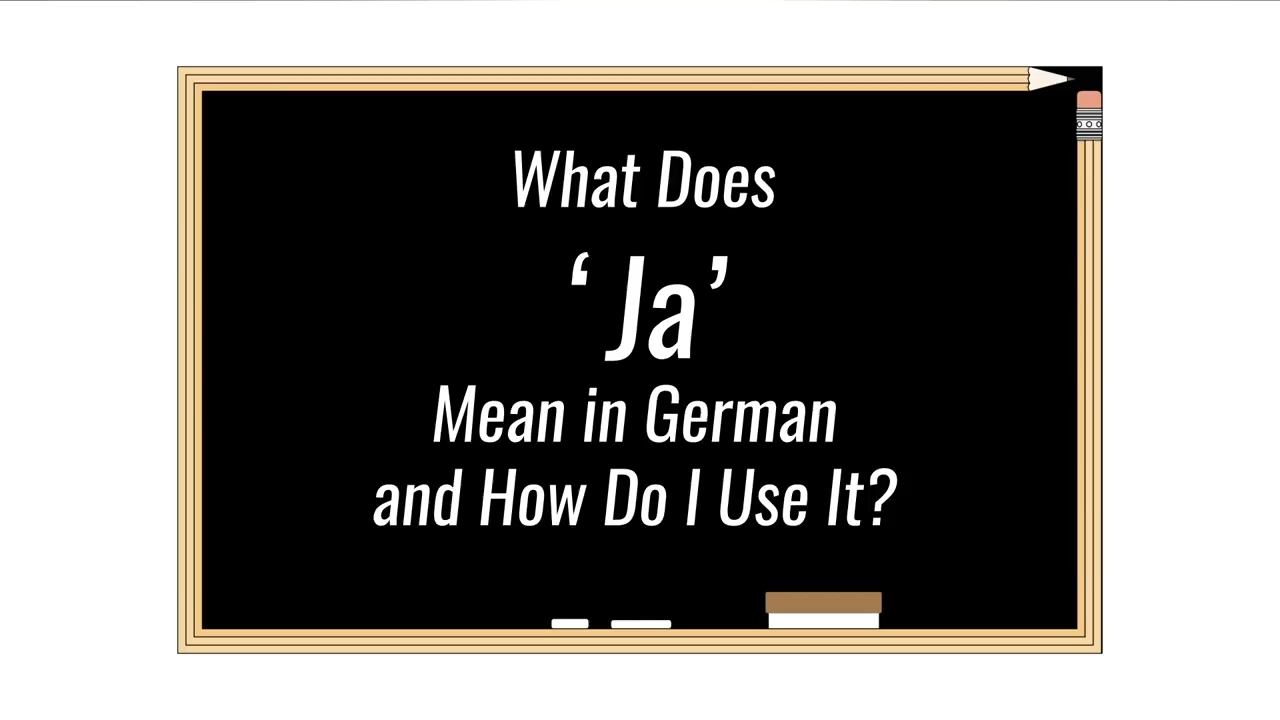 What Does
‘Ja’
Mean in German
and How Do I Use It?